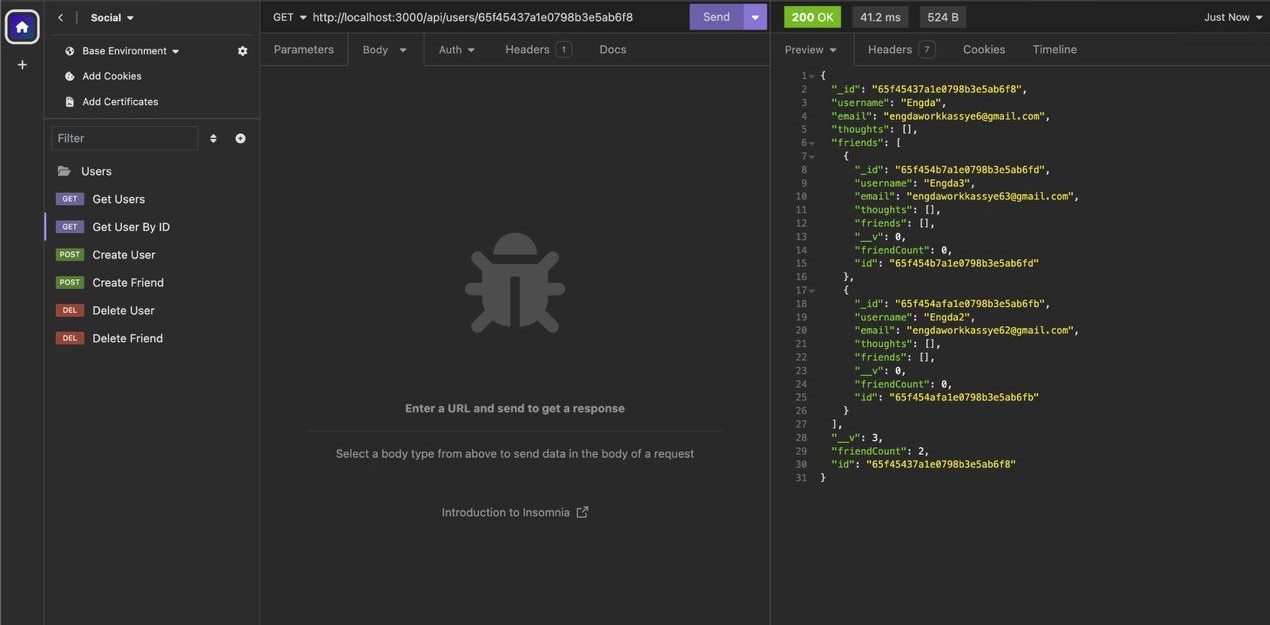 Social
Base Environment
Add Cookies
Add Certificates
Filter
Users
GET Get Users
GET Get User By ID
POST Create User
POST Create Friend
DEL Delete User
DEL Delete Friend
GET http://localhost:3000/api/users/65f45437a1e0798b3e5ab6f8 Send
Parameters Body Auth Headers 1 Docs
Enter a URL and send to get a response
Select a body type from above to send data in the body of a request
Introduction to Insomnia
200 OK 41.2 ms 524 B Just Now
Preview Headers 7 Cookies Timeline
1 {
2 "_id": "65f45437a1e0798b3e5ab6f8",
3 "username": "Engda",
4 "email": "engdaworkkassye6@gmail.com",
5 "thoughts": [],
6 "friends": [
7 {
8 "_id": "65f454b7a1e0798b3e5ab6fd",
9 "username": "Engda3",
10 "email": "engdaworkkassye63@gmail.com",
11 "thoughts": [],
12 "friends": [],
13 "__v": 0,
14 "friendCount": 0,
15 "id": "65f454b7a1e0798b3e5ab6fd"
16 },
17 {
18 "_id": "65f454afa1e0798b3e5ab6fb",
19 "username": "Engda2",
20 "email": "engdaworkkassye62@gmail.com",
21 "thoughts": [],
22 "friends": [],
23 "__v": 0,
24 "friendCount": 0,
25 "id": "65f454afa1e0798b3e5ab6fb"
26 }
27 ],
28 "__v": 3,
29 "friendCount": 2,
30 "id": "65f45437a1e0798b3e5ab6f8"
31 }